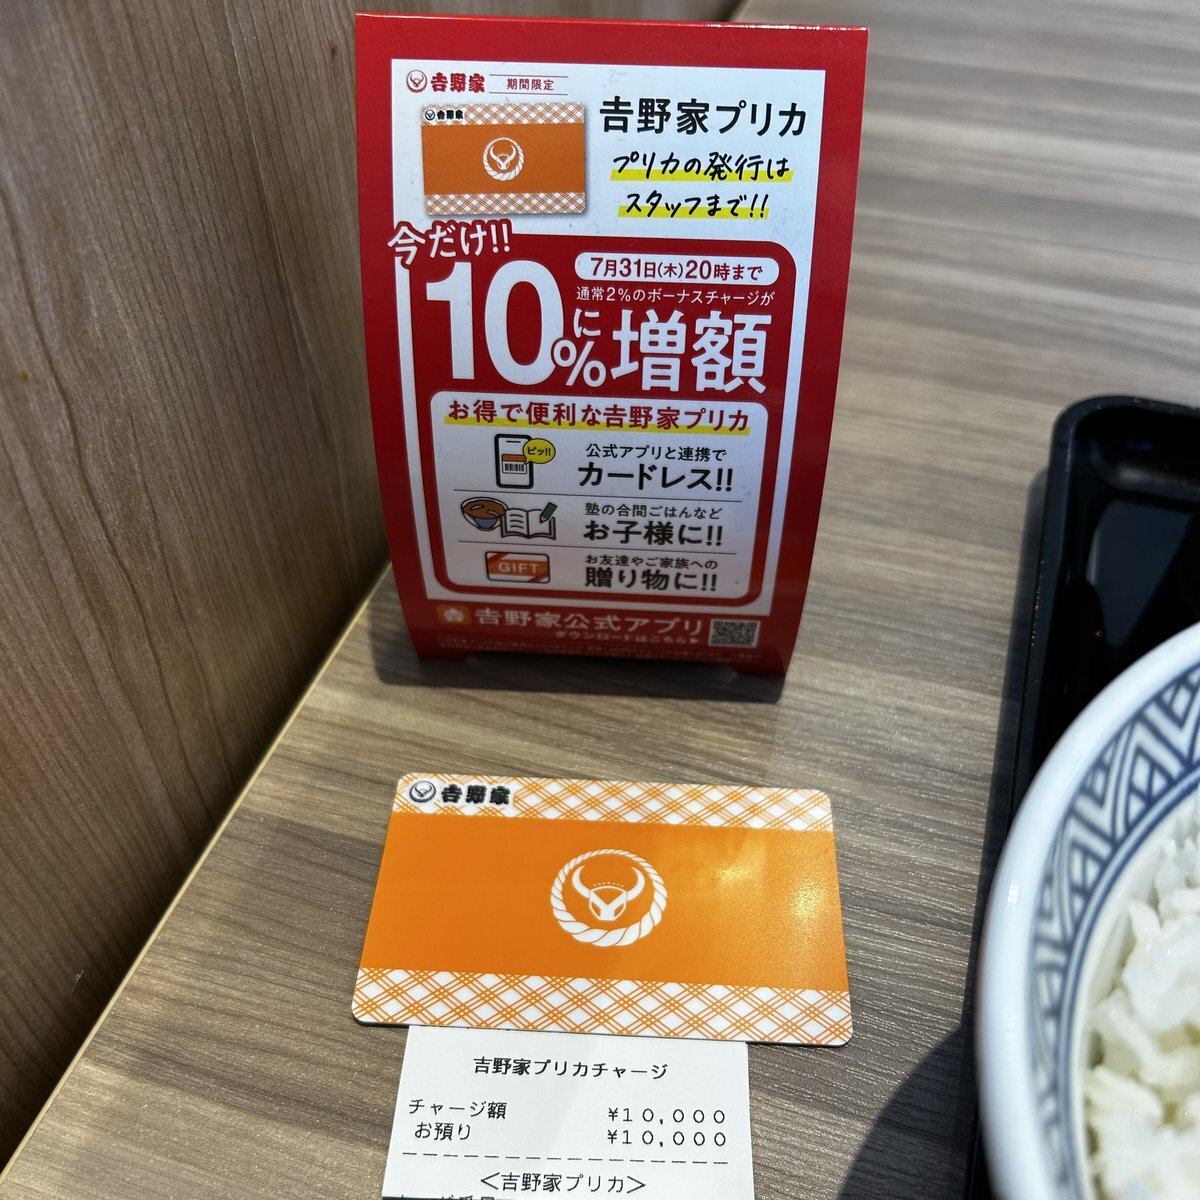 吉野家 期間限定
吉野家
吉野家プリカ
プリカの発行は
スタッフまで!!
今だけ!!
7月31日(木)20時まで
通常2%のボーナスチャージが
10%に増額
お得で便利な吉野家プリカ
ピッ!!
公式アプリと連携で
カードレス!!
塾の合間ごはんなど
お子様に!!
GIFT
お友達やご家族への
贈り物に!!
吉野家公式アプリ
ダウンロードはこちら▶
吉野家
吉野家プリカチャージ
チャージ額 ¥10,000
お預り ¥10,000
<吉野家プリカ>